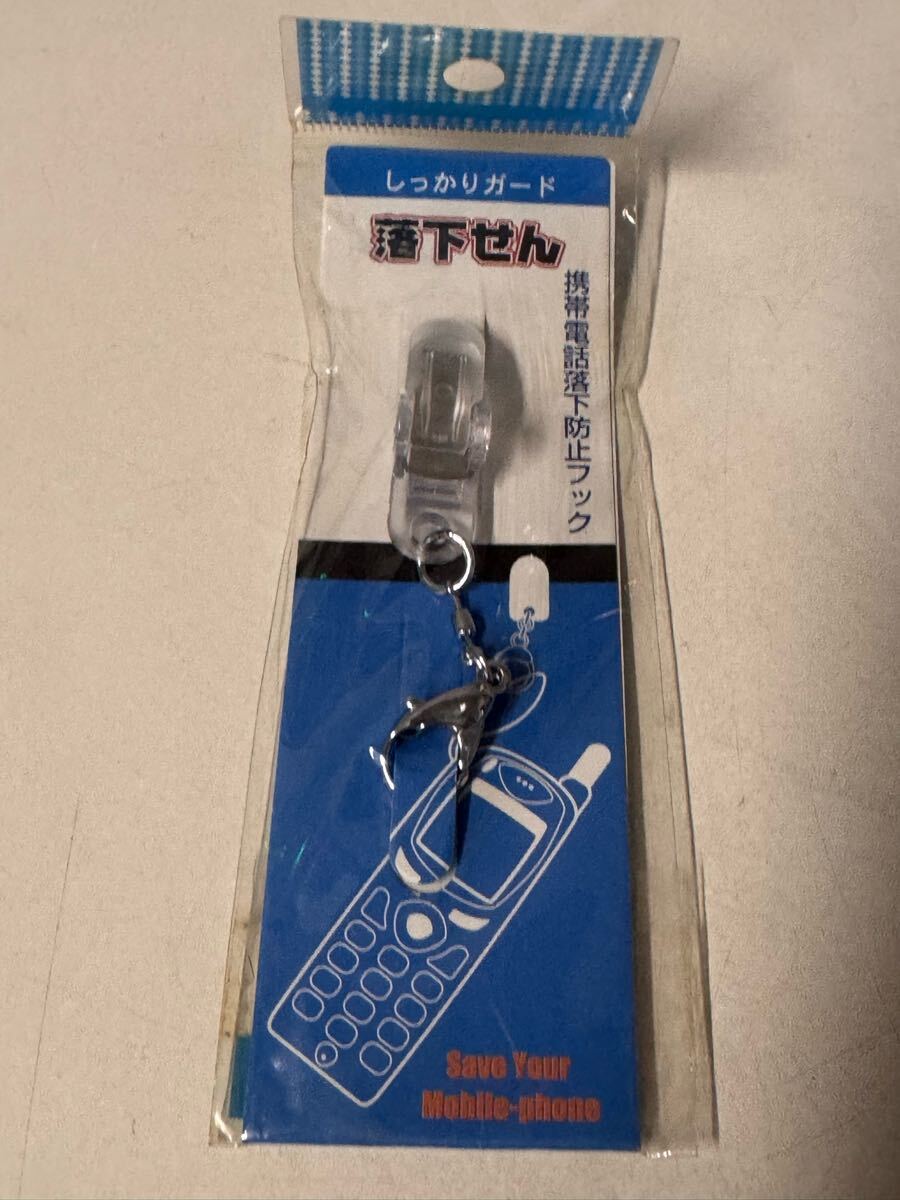 しっかりガード
落下せん
携帯電話落下防止フック
Save Your
Mobile-phone